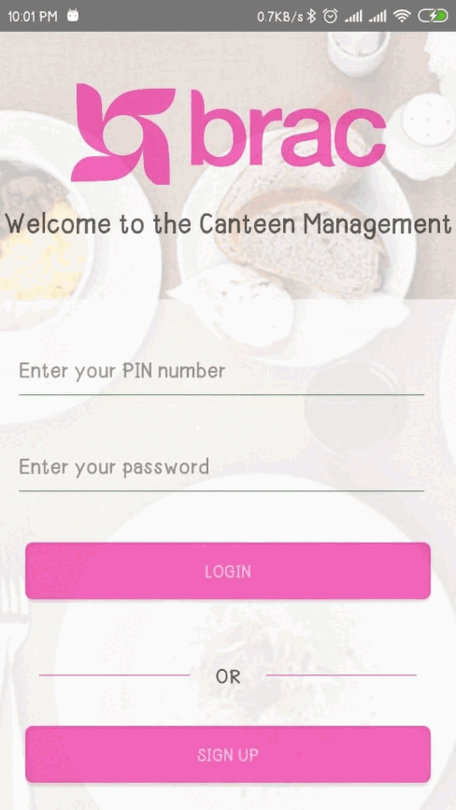 10:01 PM 0.7KB/s
brac
Welcome to the Canteen Management
Enter your PIN number
Enter your password
LOGIN
OR
SIGN UP